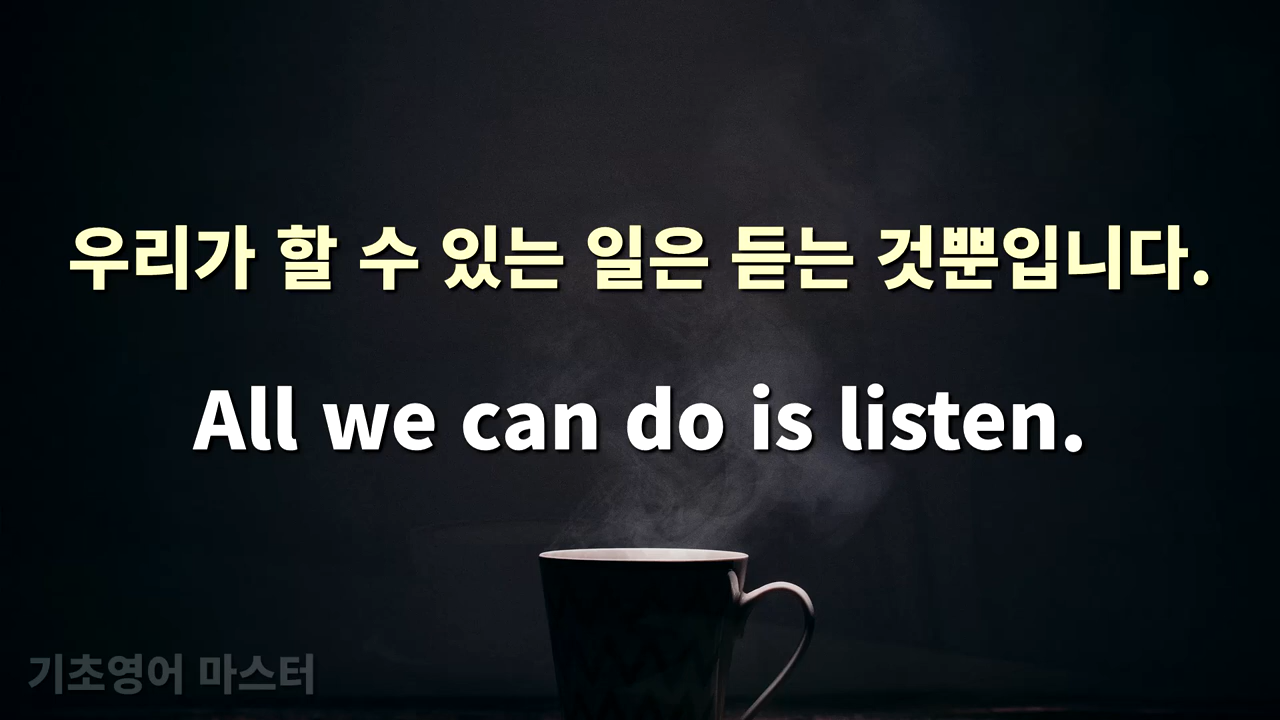 우리가 할 수 있는 일은 듣는 것뿐입니다.
All we can do is listen.
기초영어 마스터